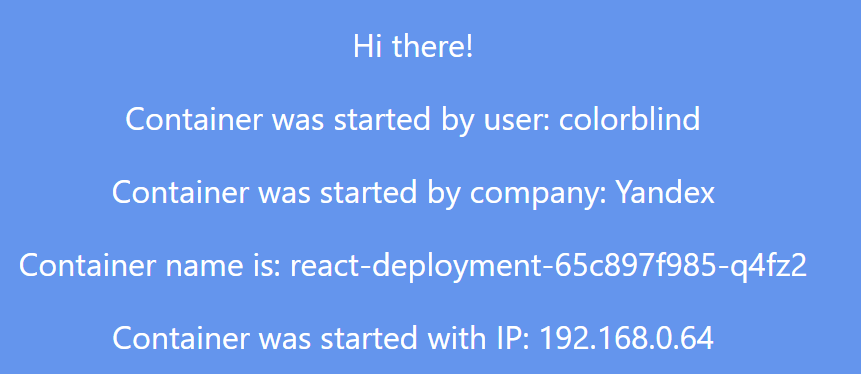 Hi there!
Container was started by user: colorblind
Container was started by company: Yandex
Container name is: react-deployment-65c897f985-q4fz2
Container was started with IP: 192.168.0.64